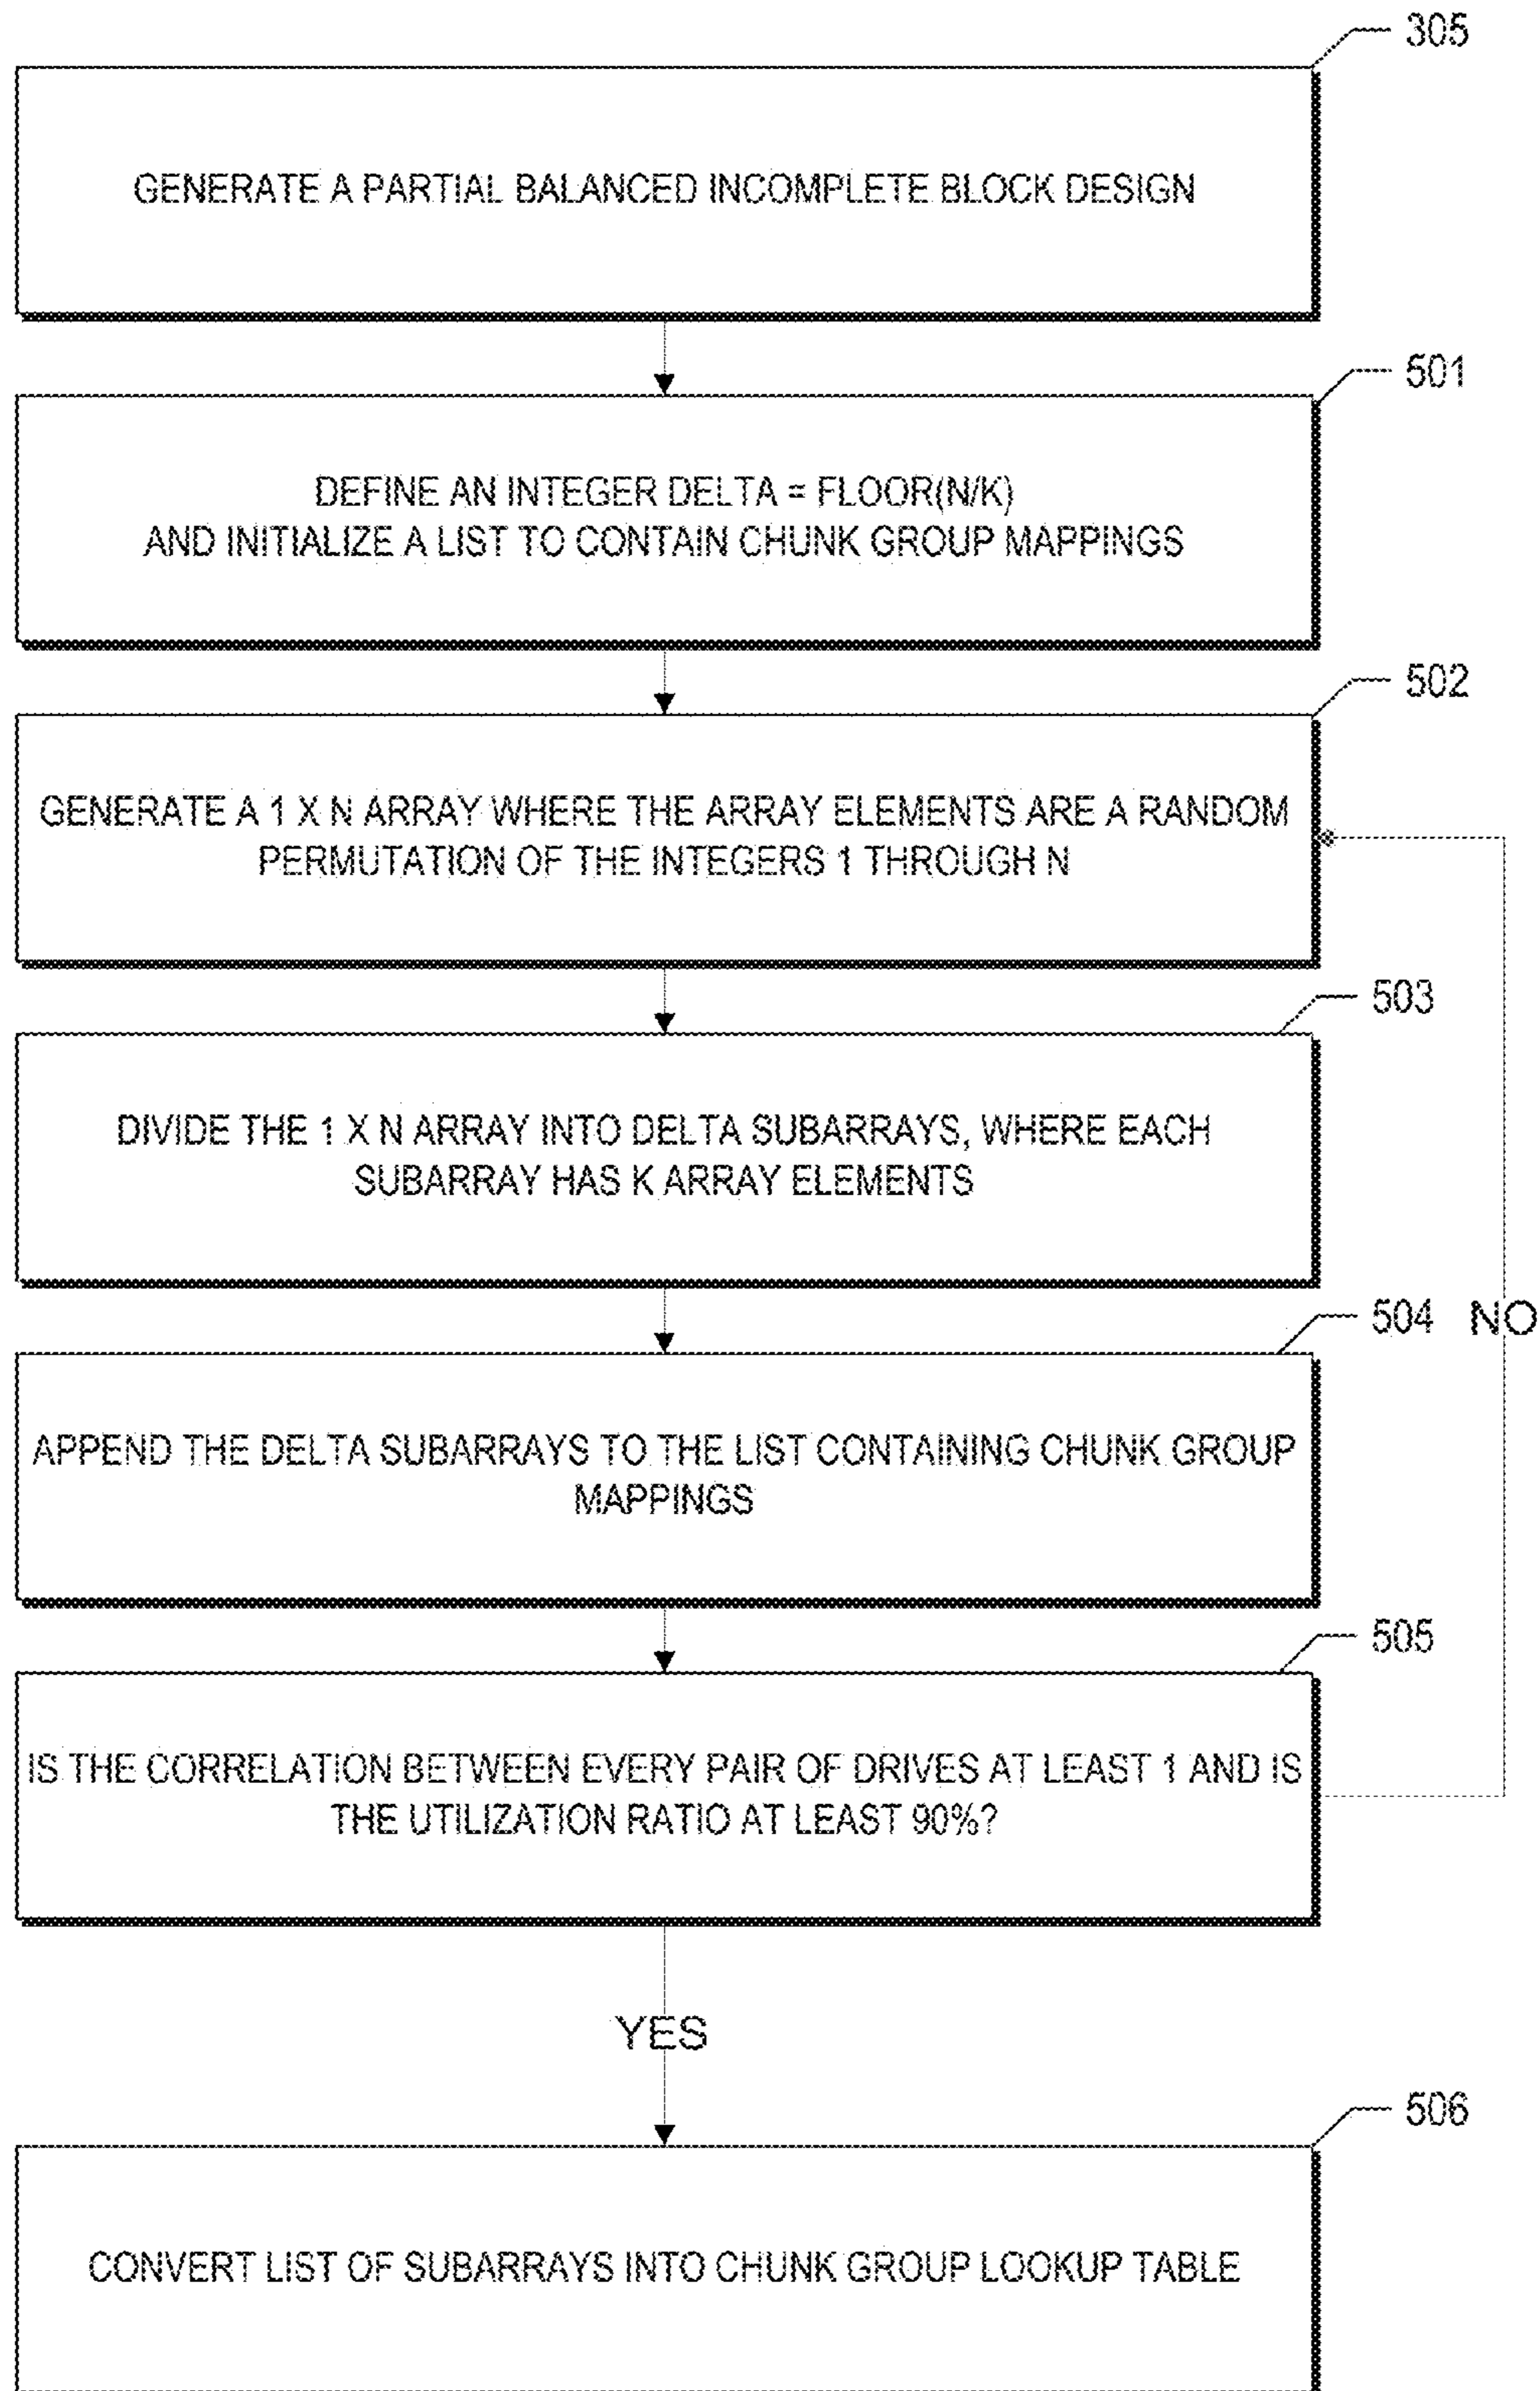 305
GENERATE A PARTIAL BALANCED INCOMPLETE BLOCK DESIGN
501
DEFINE AN INTEGER DELTA = FLOOR(N/K)
AND INITIALIZE A LIST TO CONTAIN CHUNK GROUP MAPPINGS
502
GENERATE A 1 X N ARRAY WHERE THE ARRAY ELEMENTS ARE A RANDOM
PERMUTATION OF THE INTEGERS 1 THROUGH N
503
DIVIDE THE 1 X N ARRAY INTO DELTA SUBARRAYS, WHERE EACH
SUBARRAY HAS K ARRAY ELEMENTS
504
NO
APPEND THE DELTA SUBARRAYS TO THE LIST CONTAINING CHUNK GROUP
MAPPINGS
505
IS THE CORRELATION BETWEEN EVERY PAIR OF DRIVES AT LEAST 1 AND IS
THE UTILIZATION RATIO AT LEAST 90%?
YES
506
CONVERT LIST OF SUBARRAYS INTO CHUNK GROUP LOOKUP TABLE